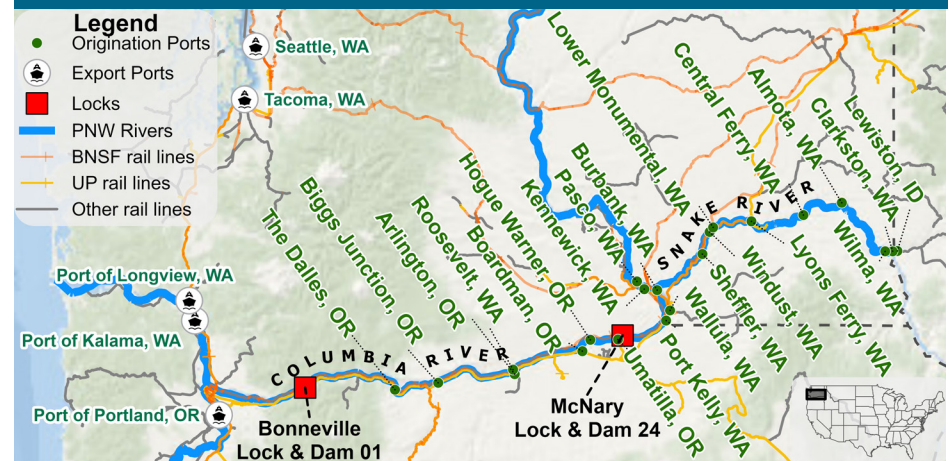 Legend
Origination Ports
Export Ports
Locks
PNW Rivers
BNSF rail lines
UP rail lines
Other rail lines
Seattle, WA
Tacoma, WA
Port of Longview, WA
Port of Kalama, WA
Port of Portland, OR
The Dalles, OR
Biggs Junction, OR
Arlington, OR
Roosevelt, WA
Boardman, OR
Hogue Warner, OR
Kennewick, WA
Pasco, WA
Burbank, WA
Lower Monumental, WA
Central Ferry, WA
Almota, WA
Clarkston, WA
Lewiston, ID
Wilma, WA
Lyons Ferry, WA
Windust, WA
Sheffler, WA
Wallula, WA
Port Kelly, WA
Umatilla, OR
COLUMBIA RIVER
SNAKE RIVER
Bonneville
Lock & Dam 01
McNary
Lock & Dam 24